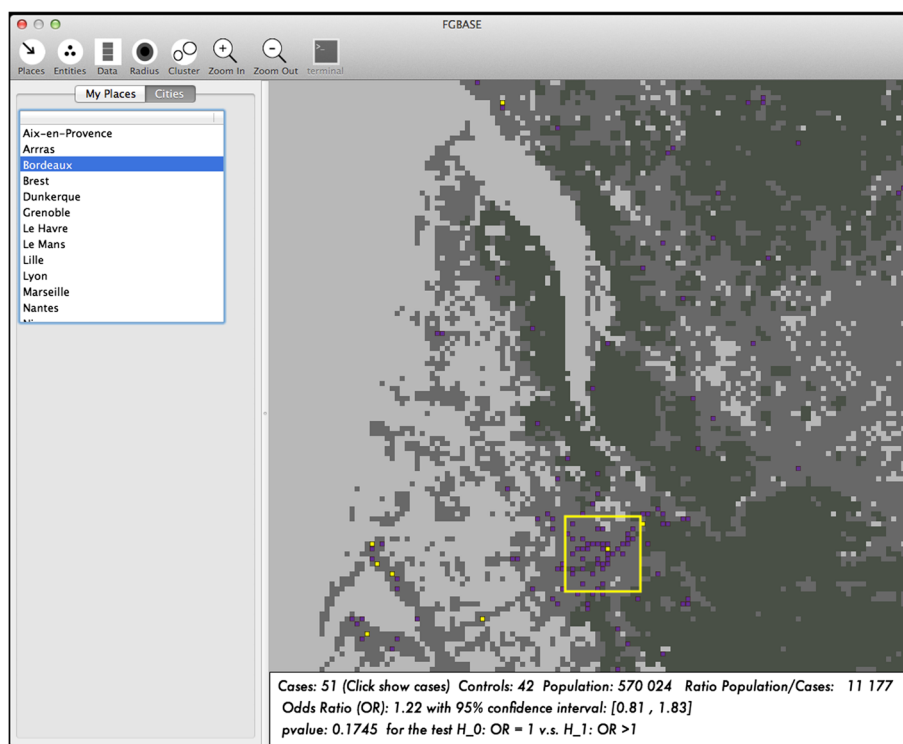 FGBASE
Places Entities Data Radius Cluster Zoom In Zoom Out terminal
My Places Cities
Aix-en-Provence
Arrras
Bordeaux
Brest
Dunkerque
Grenoble
Le Havre
Le Mans
Lille
Lyon
Marseille
Nantes
Cases: 51 (Click show cases) Controls: 42 Population: 570 024 Ratio Population/Cases: 11 177
Odds Ratio (OR): 1.22 with 95% confidence interval: [0.81 , 1.83]
pvalue: 0.1745 for the test H_0: OR = 1 v.s. H_1: OR >1